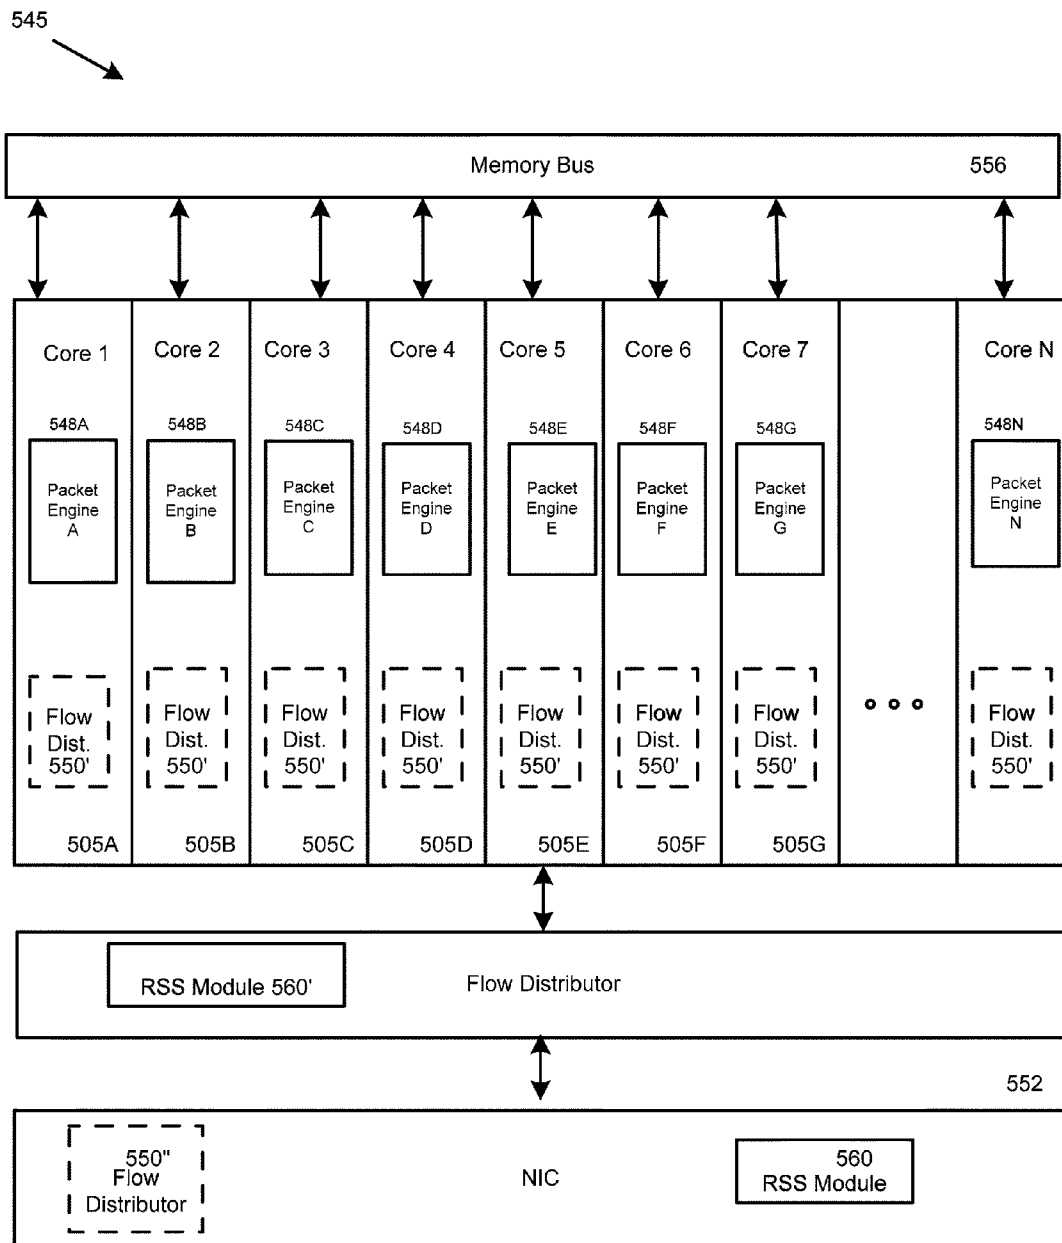 545
Memory Bus 556
Core 1 Core 2 Core 3 Core 4 Core 5 Core 6 Core 7 Core N
548A 548B 548C 548D 548E 548F 548G 548N
Packet Packet Packet Packet Packet Packet Packet Packet
Engine Engine Engine Engine Engine Engine Engine Engine
A B C D E F G N
Flow Flow Flow Flow Flow Flow Flow Flow
Dist. Dist. Dist. Dist. Dist. Dist. Dist. Dist.
550' 550' 550' 550' 550' 550' 550' 550'
505A 505B 505C 505D 505E 505F 505G
RSS Module 560' Flow Distributor
552
550"
Flow
Distributor
NIC
560
RSS Module